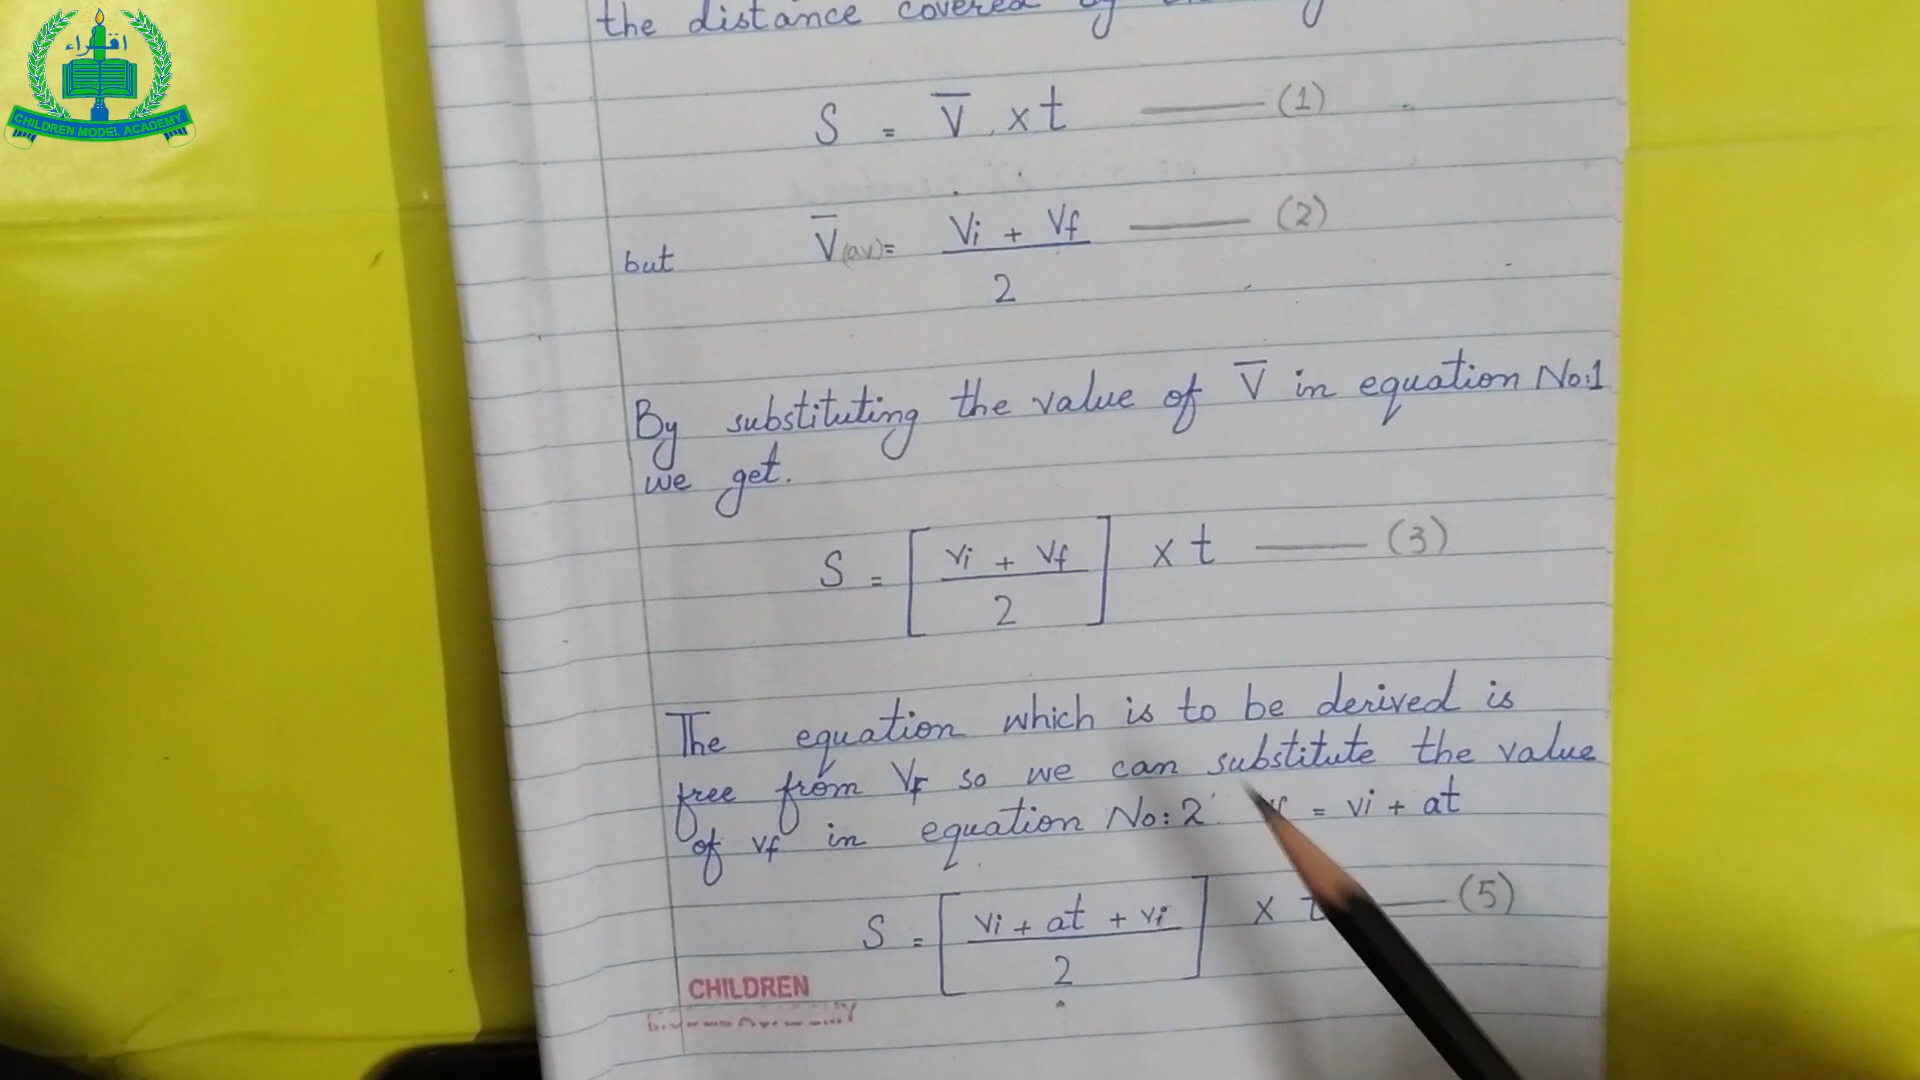 اقراء
CHILDREN MODEL ACADEMY
the distance covered by
S = V̅ x t —— (1)
but V̅(av) = Vi + Vf / 2 —— (2)
By substituting the value of V̅ in equation No:1
we get.
S = [ vi + vf / 2 ] x t —— (3)
The equation which is to be derived is
free from Vf so we can substitute the value
of vf in equation No: 2 = vi + at
S = [ vi + at + vi / 2 ] x t —— (5)
CHILDREN